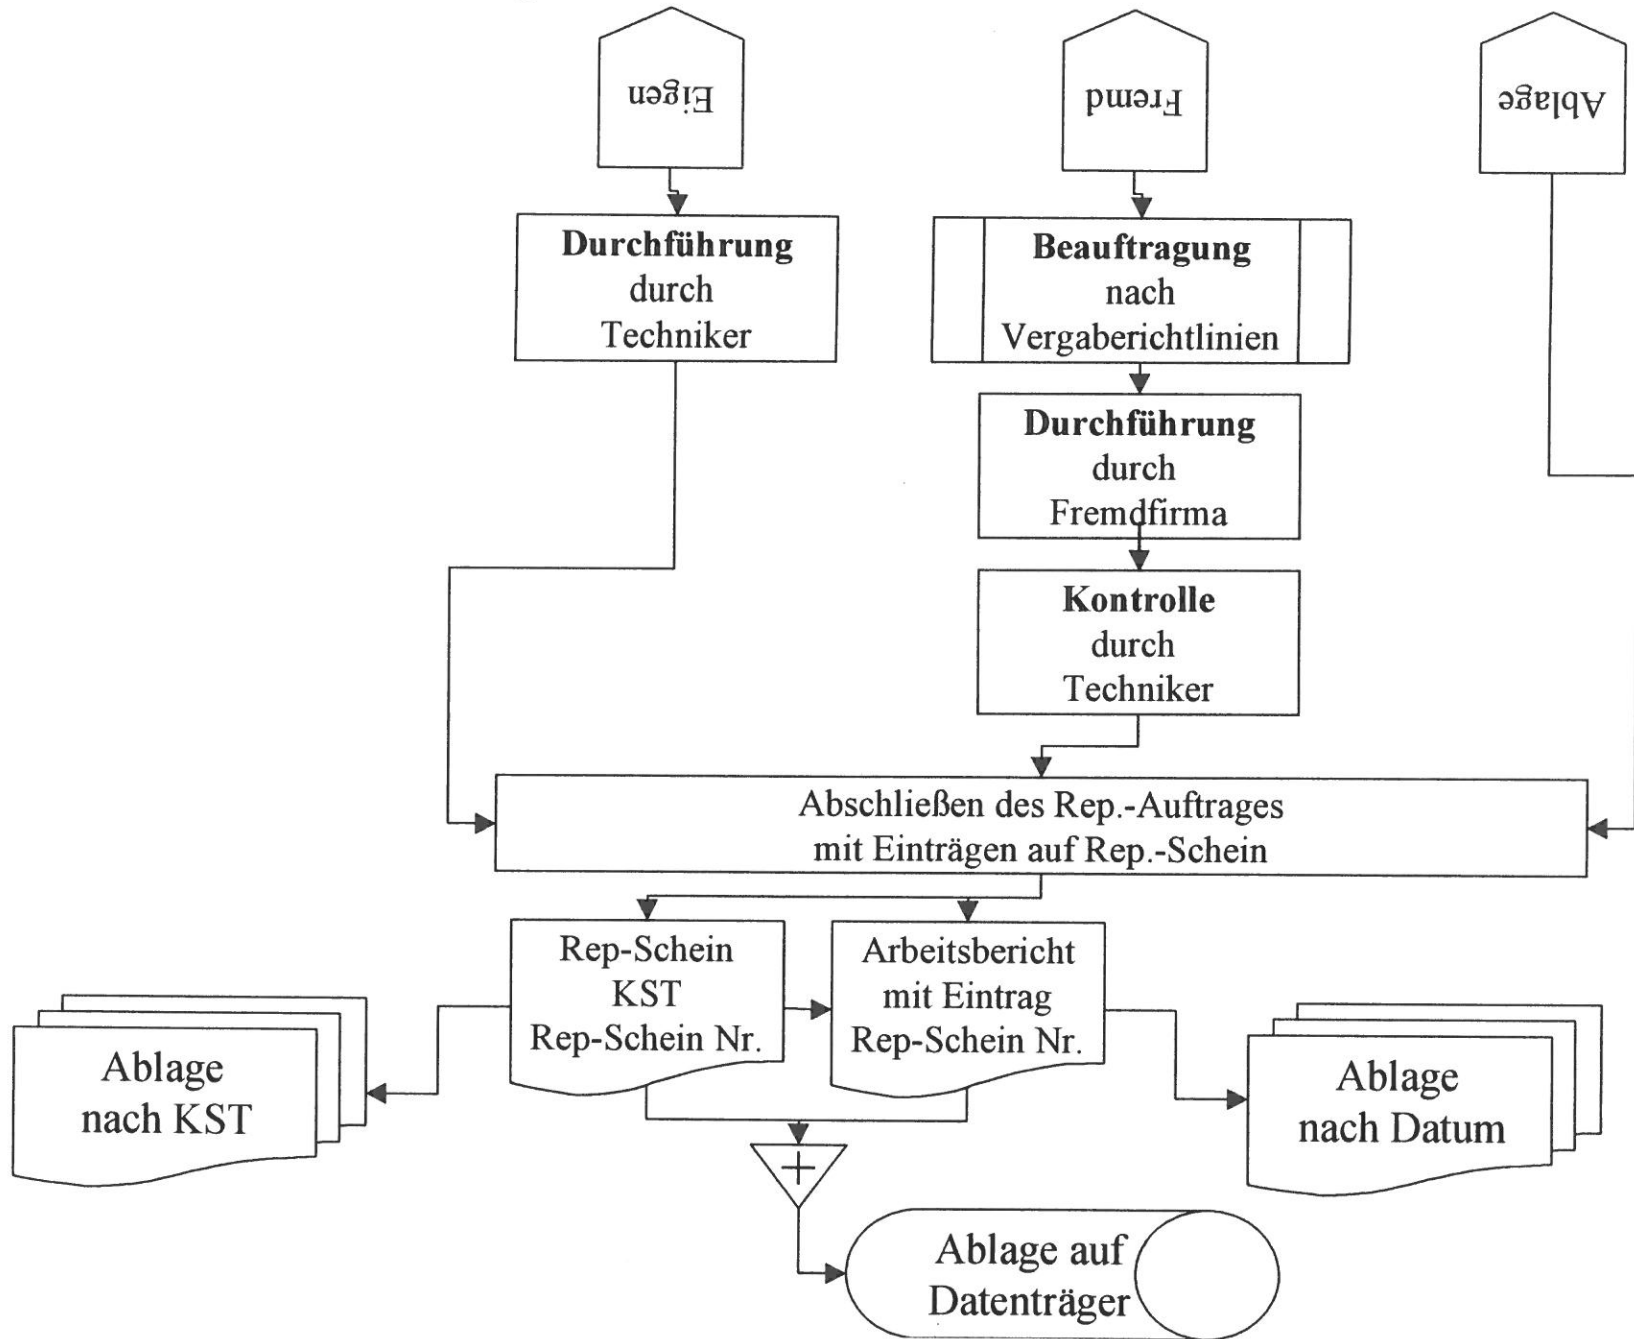 Eigen
Fremd
Ablage
Durchführung
durch
Techniker
Beauftragung
nach
Vergaberichtlinien
Durchführung
durch
Fremdfirma
Kontrolle
durch
Techniker
Abschließen des Rep.-Auftrages
mit Einträgen auf Rep.-Schein
Rep-Schein
KST
Rep-Schein Nr.
Arbeitsbericht
mit Eintrag
Rep-Schein Nr.
Ablage
nach KST
Ablage
nach Datum
+
Ablage auf
Datenträger